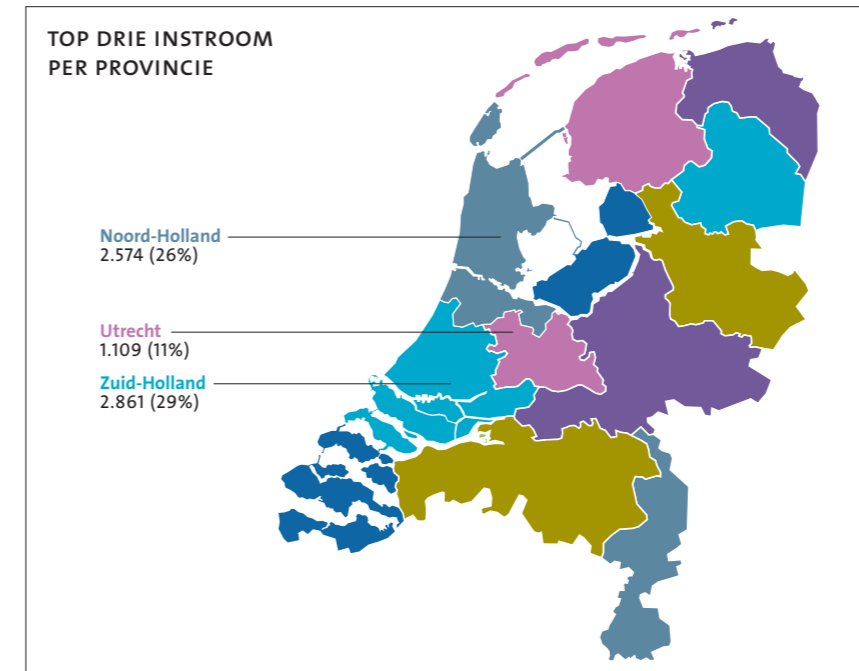 TOP DRIE INSTROOM
PER PROVINCIE
Noord-Holland
2.574 (26%)
Utrecht
1.109 (11%)
Zuid-Holland
2.861 (29%)